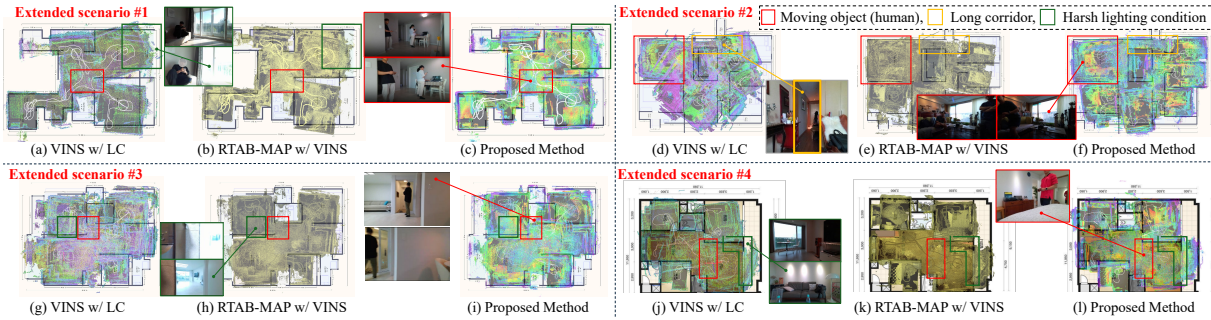 Extended scenario #1
(a) VINS w/ LC
(b) RTAB-MAP w/ VINS
(c) Proposed Method
Extended scenario #2
Moving object (human), Long corridor, Harsh lighting condition
(d) VINS w/ LC
(e) RTAB-MAP w/ VINS
(f) Proposed Method
Extended scenario #3
(g) VINS w/ LC
(h) RTAB-MAP w/ VINS
(i) Proposed Method
Extended scenario #4
(j) VINS w/ LC
(k) RTAB-MAP w/ VINS
(l) Proposed Method